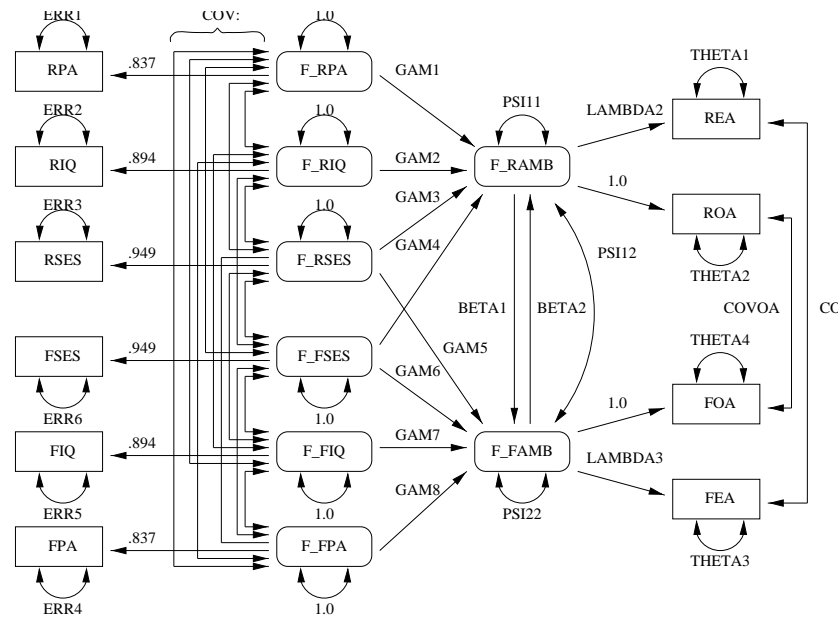 ERR1
COV:
1.0
RPA
.837
F_RPA
GAM1
THETA1
REA
ERR2
1.0
PSI11
LAMBDA2
RIQ
.894
F_RIQ
GAM2
F_RAMB
1.0
ERR3
1.0
GAM3
ROA
RSES
.949
F_RSES
GAM4
PSI12
THETA2
BETA1
BETA2
COVOA
CO
FSES
.949
F_FSES
GAM5
THETA4
GAM6
1.0
FOA
ERR6
1.0
FIQ
.894
F_FIQ
GAM7
F_FAMB
LAMBDA3
ERR5
1.0
GAM8
PSI22
FEA
FPA
.837
F_FPA
THETA3
ERR4
1.0